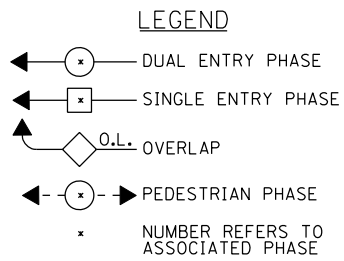 LEGEND
* DUAL ENTRY PHASE
* SINGLE ENTRY PHASE
O.L. OVERLAP
* PEDESTRIAN PHASE
* NUMBER REFERS TO
ASSOCIATED PHASE